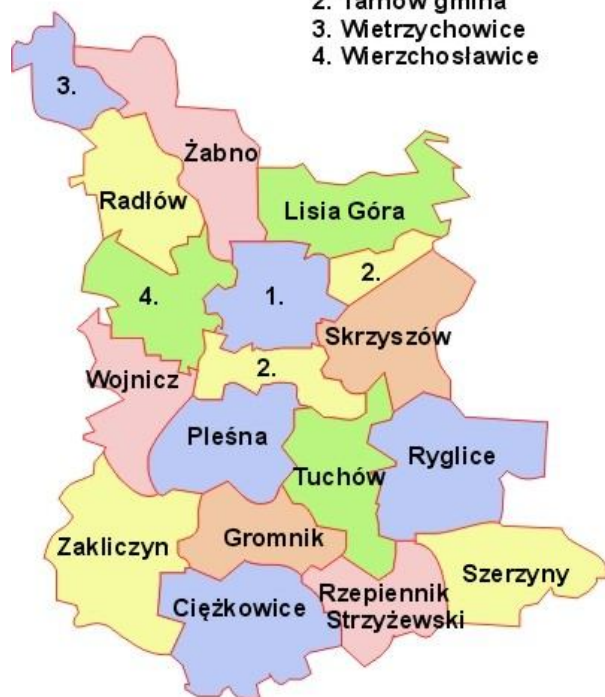 2. Tarnów gmina
3. Wietrzychowice
4. Wierzchosławice
3.
Żabno
Radłów
Lisia Góra
4.
1.
2.
Skrzyszów
Wojnicz
2.
Pleśna
Ryglice
Tuchów
Zakliczyn
Gromnik
Szerzyny
Ciężkowice
Rzepiennik
Strzyżewski